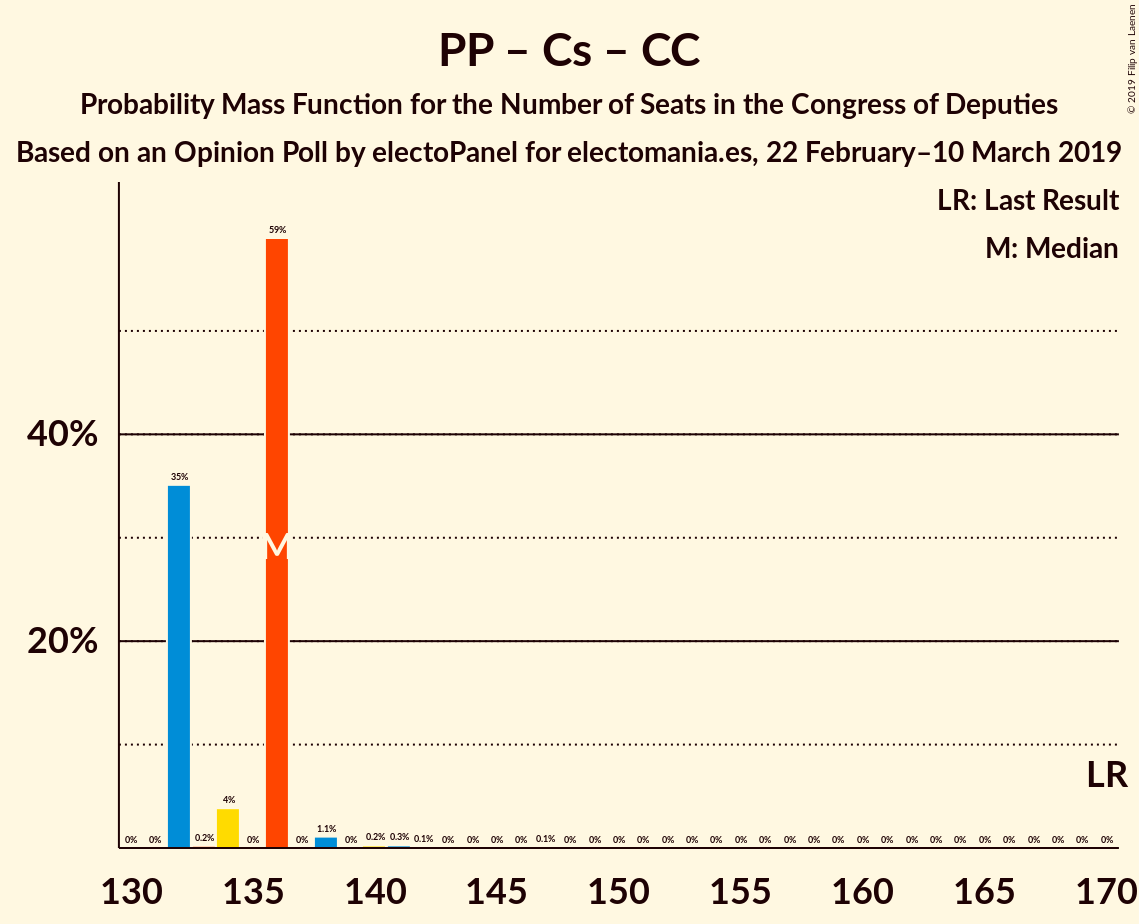 PP – Cs – CC
Probability Mass Function for the Number of Seats in the Congress of Deputies
Based on an Opinion Poll by electoPanel for electomania.es, 22 February–10 March 2019
© 2019 Filip van Laenen
LR: Last Result
M: Median
59%
40%
35%
M
20%
LR
0% 0% 0.2% 4% 0% 0% 1.1% 0% 0.2% 0.3% 0.1% 0% 0% 0% 0% 0.1% 0% 0% 0% 0% 0% 0% 0% 0% 0% 0% 0% 0% 0% 0% 0% 0% 0% 0% 0% 0% 0% 0% 0%
130 135 140 145 150 155 160 165 170